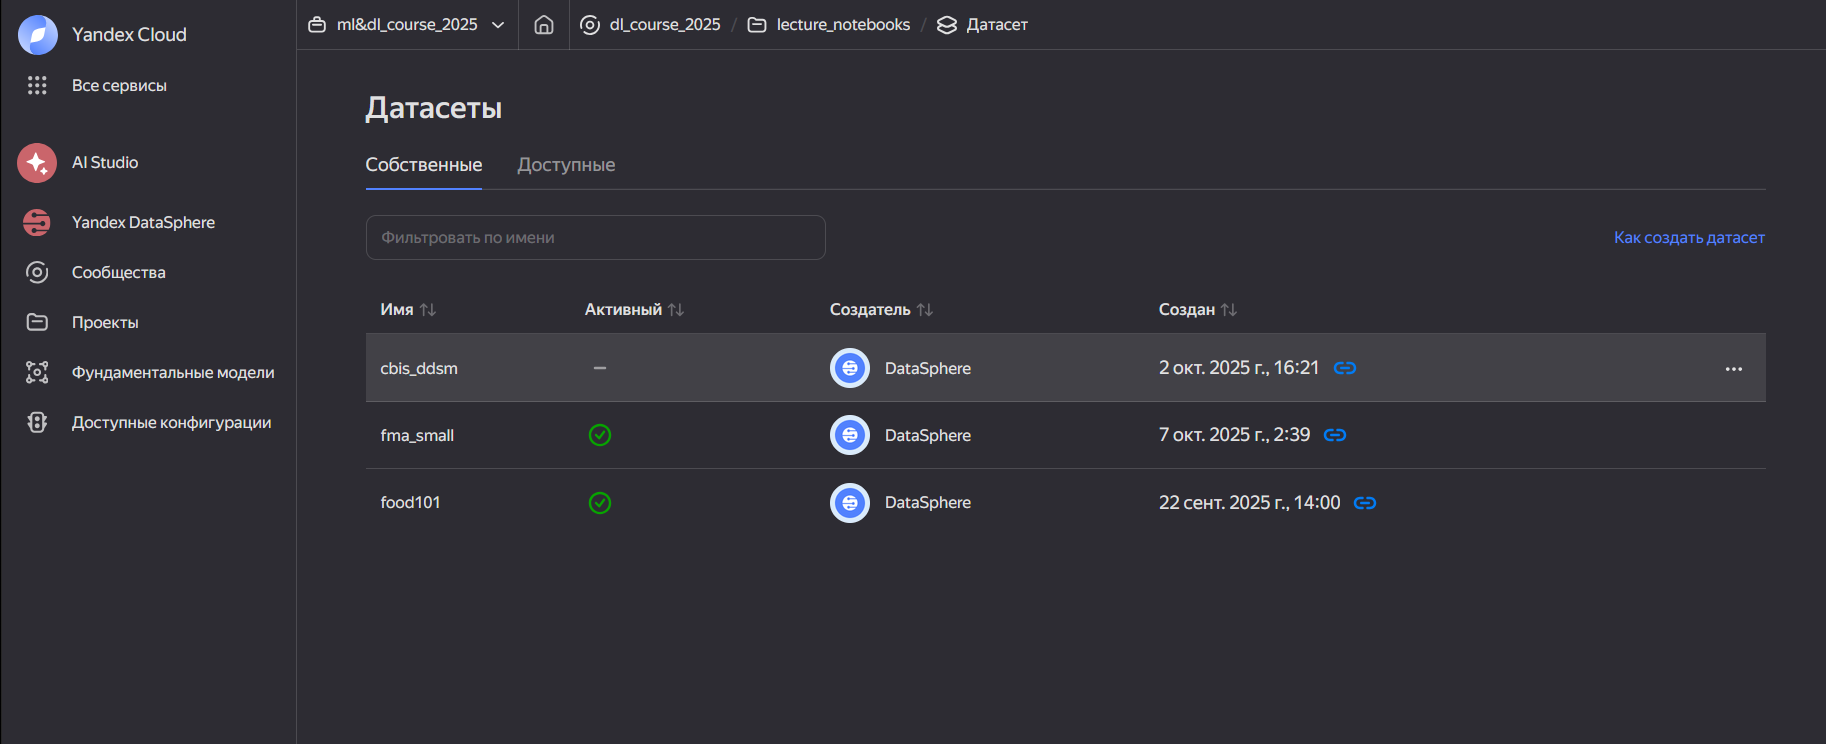 Yandex Cloud
Все сервисы
AI Studio
Yandex DataSphere
Сообщества
Проекты
Фундаментальные модели
Доступные конфигурации
ml&dl_course_2025
dl_course_2025 / lecture_notebooks / Датасет
Датасеты
Собственные Доступные
Фильтровать по имени
Как создать датасет
Имя Активный Создатель Создан
cbis_ddsm — DataSphere 2 окт. 2025 г., 16:21 ...
fma_small DataSphere 7 окт. 2025 г., 2:39
food101 DataSphere 22 сент. 2025 г., 14:00